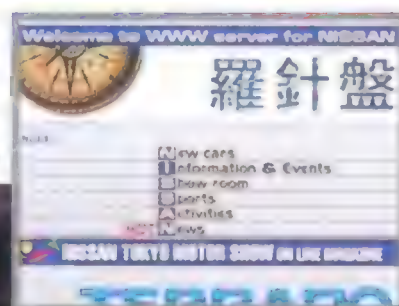 Welcome to WWW server for NISSAN
羅針盤
New cars
Information & Events
Show room
Sports
Activities
News
NISSAN TOKYO MOTOR SHOW ON LINE MAGAZINE